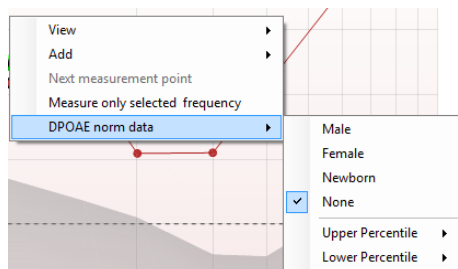 View
Add
Next measurement point
Measure only selected frequency
DPOAE norm data
Male
Female
Newborn
None
Upper Percentile
Lower Percentile